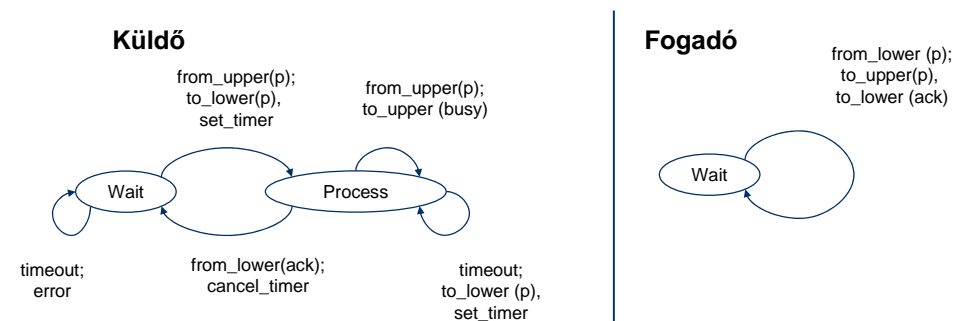 Küldő
from_upper(p);
to_lower(p),
set_timer
from_upper(p);
to_upper (busy)
Wait
Process
timeout;
error
from_lower(ack);
cancel_timer
timeout;
to_lower (p),
set_timer
Fogadó
from_lower (p);
to_upper(p),
to_lower (ack)
Wait